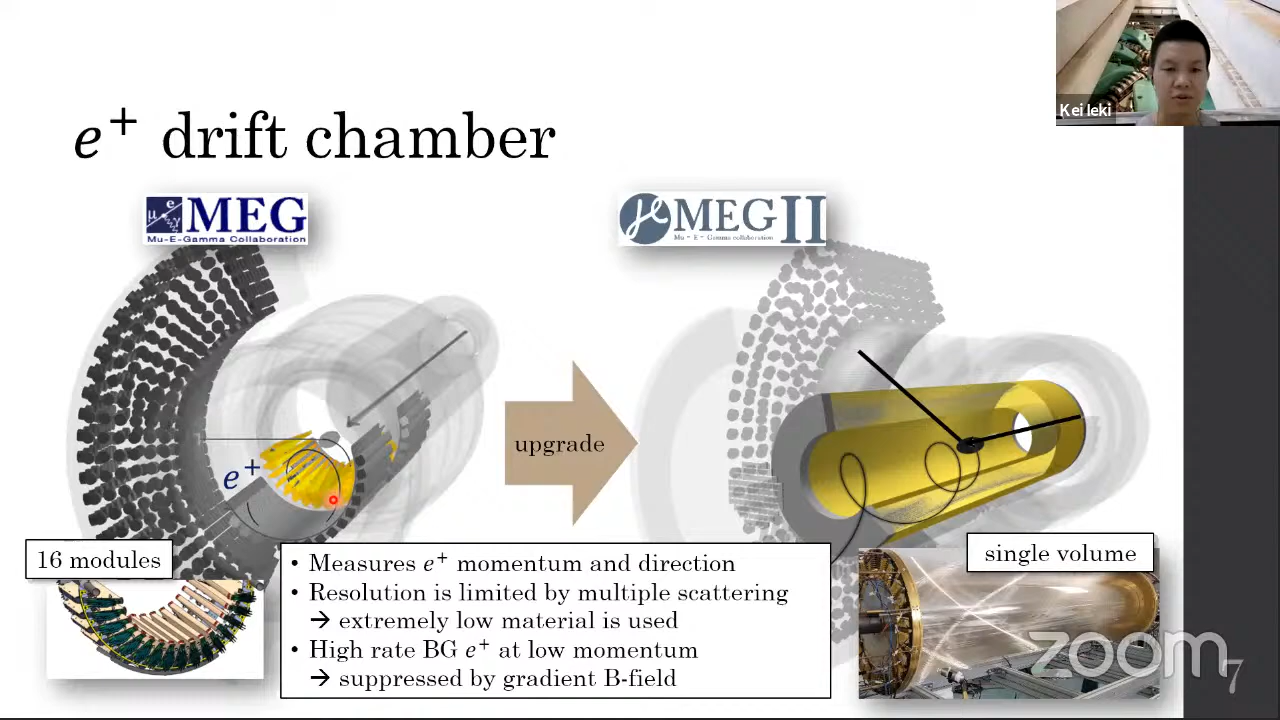 Kei Ieki
e⁺ drift chamber
μ e γ MEG
Mu-E-Gamma Collaboration
μ MEG II
Mu - E - Gamma collaboration
e⁺
upgrade
16 modules
single volume
• Measures e⁺ momentum and direction
• Resolution is limited by multiple scattering
→ extremely low material is used
• High rate BG e⁺ at low momentum
→ suppressed by gradient B-field
zoom
7